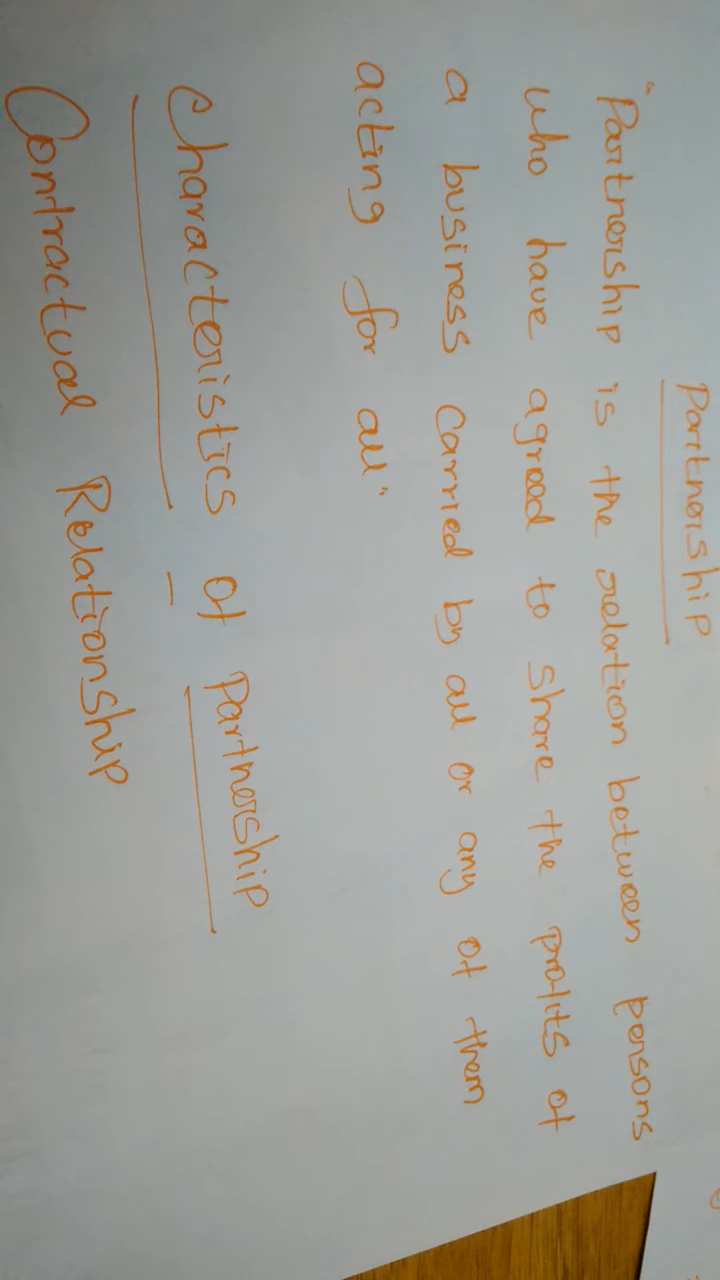 Partnership
"Partnership is the relation between persons
who have agreed to share the profits of
a business carried by all or any of them
acting for all"
Characteristics of Partnership
Contractual Relationship